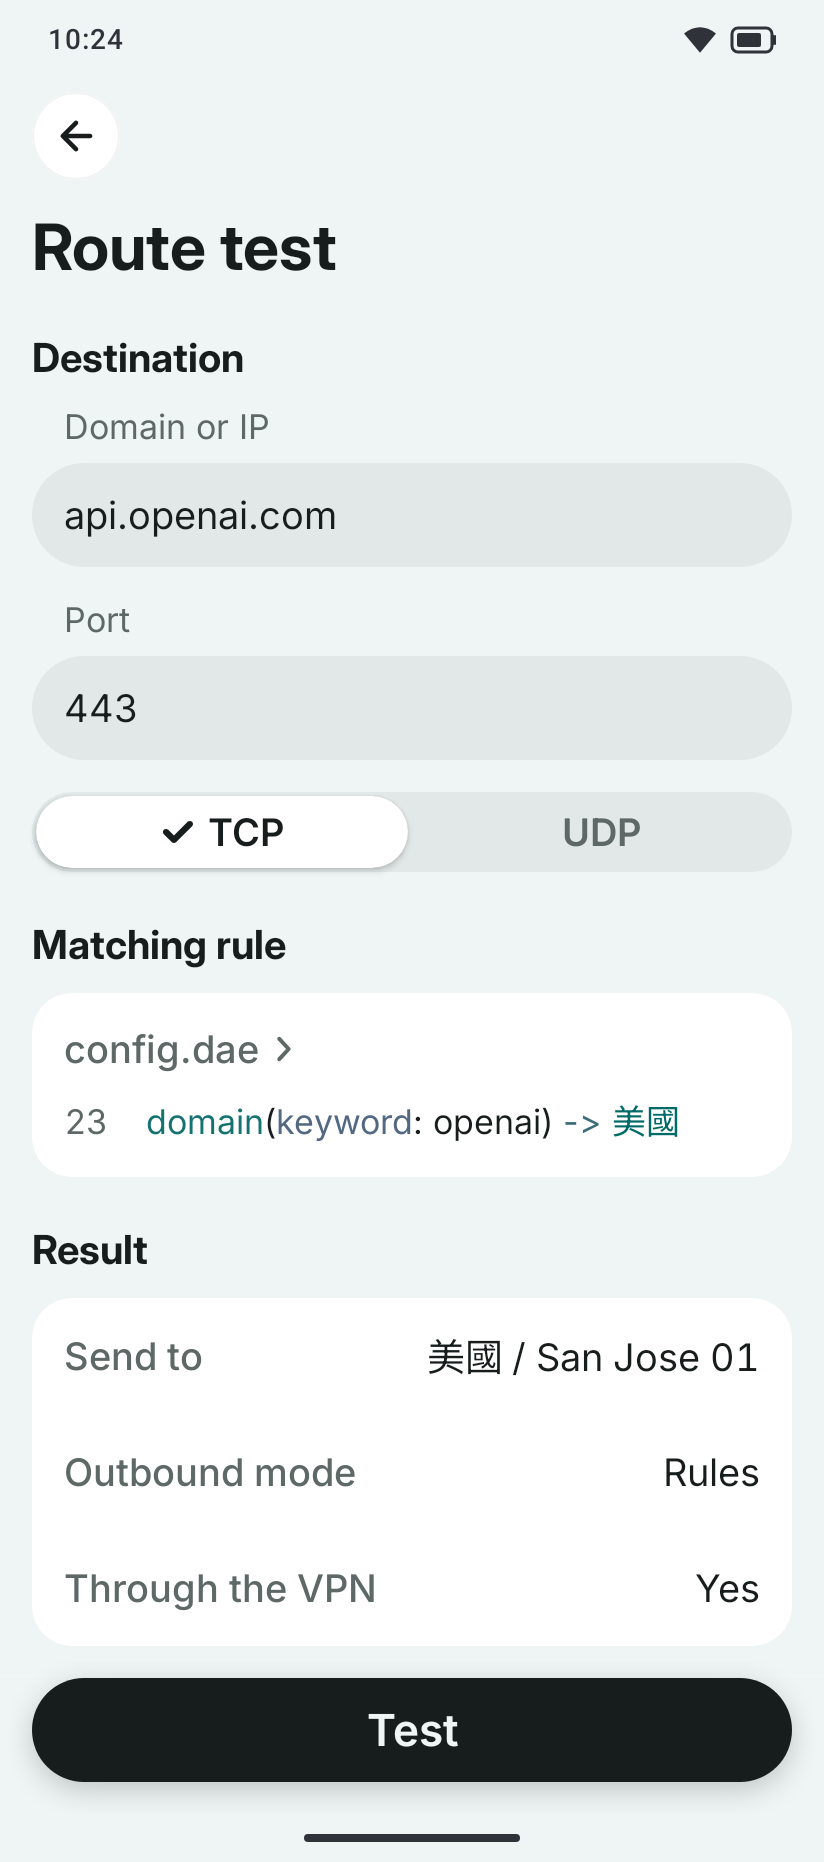 10:24
Route test
Destination
Domain or IP
api.openai.com
Port
443
TCP
UDP
Matching rule
config.dae
23 domain(keyword: openai) -> 美國
Result
Send to 美國 / San Jose 01
Outbound mode Rules
Through the VPN Yes
Test